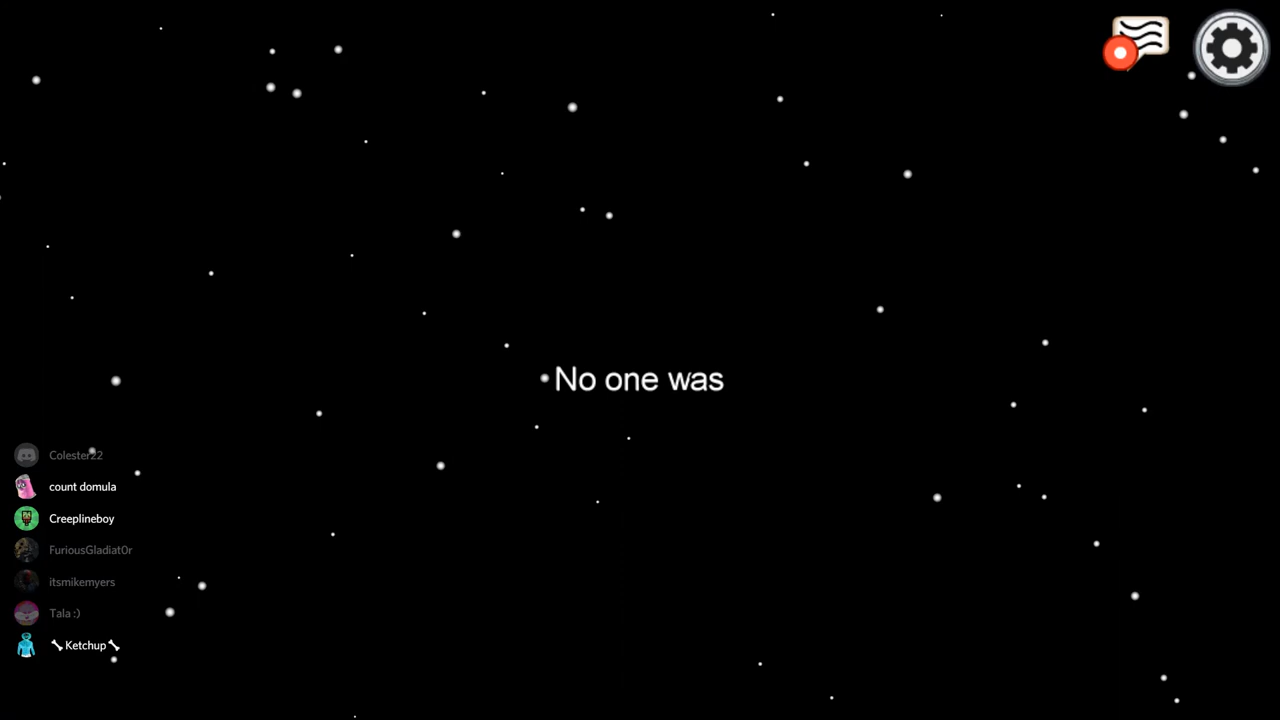 No one was
Colester22
count domula
Creeplineboy
FuriousGladiat0r
itsmikemyers
Tala :)
🦴Ketchup🦴